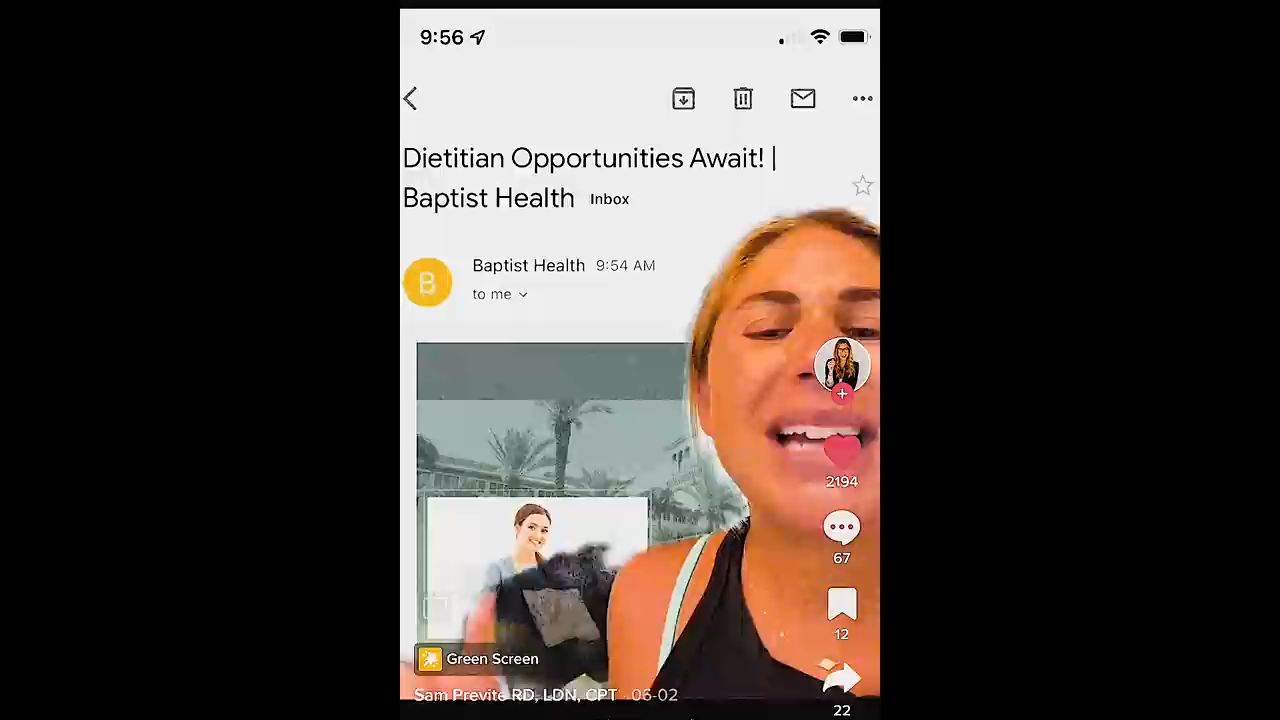 9:56
Dietitian Opportunities Await! |
Baptist Health Inbox
Baptist Health 9:54 AM
B
to me
2194
67
12
Green Screen
Sam Previte RD, LDN, CPT · 06-02
22